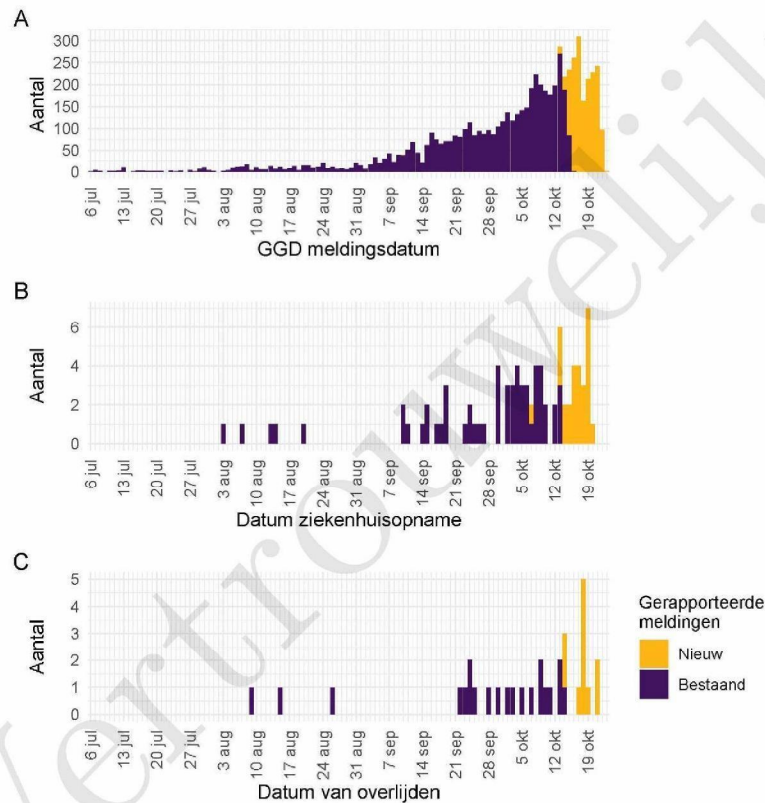 A
300
250
200
150
100
50
0
Aantal
6 jul
13 jul
20 jul
27 jul
3 aug
10 aug
17 aug
24 aug
31 aug
7 sep
14 sep
21 sep
28 sep
5 okt
12 okt
19 okt
GGD meldingsdatum
B
6
4
2
0
Aantal
6 jul
13 jul
20 jul
27 jul
3 aug
10 aug
17 aug
24 aug
31 aug
7 sep
14 sep
21 sep
28 sep
5 okt
12 okt
19 okt
Datum ziekenhuisopname
C
5
4
3
2
1
0
Aantal
6 jul
13 jul
20 jul
27 jul
3 aug
10 aug
17 aug
24 aug
31 aug
7 sep
14 sep
21 sep
28 sep
5 okt
12 okt
19 okt
Datum van overlijden
Gerapporteerde
meldingen
Nieuw
Bestaand
Vertrouwelijk